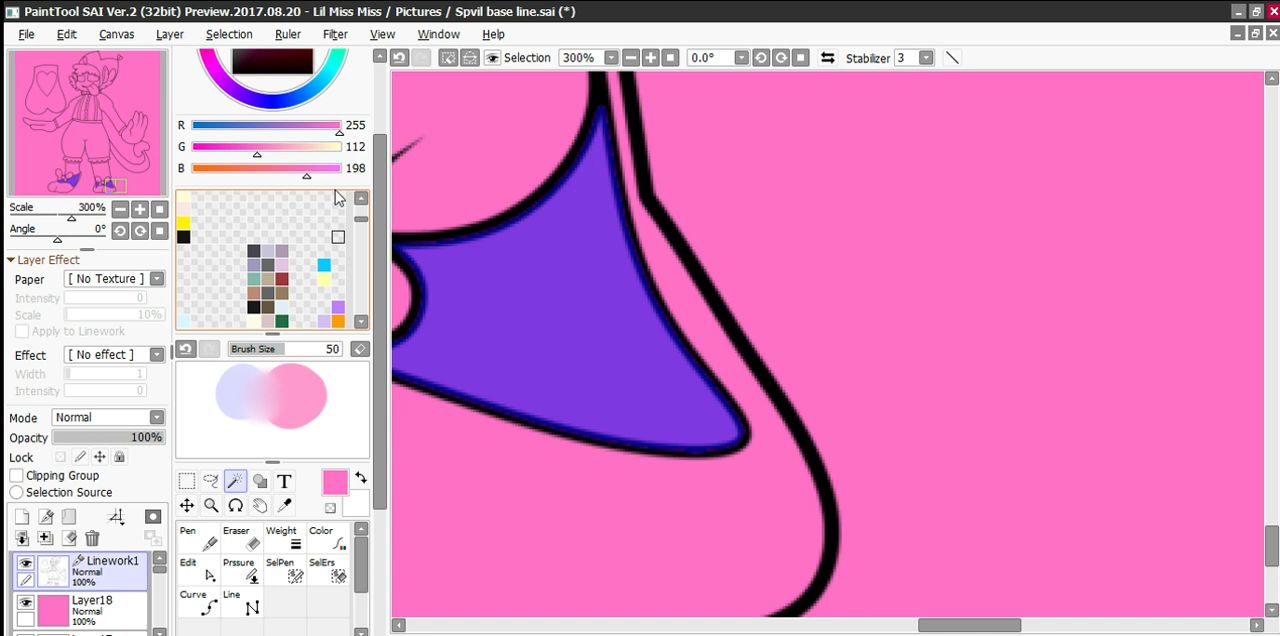 PaintTool SAI Ver.2 (32bit) Preview.2017.08.20 - Lil Miss Miss / Pictures / Spvil base line.sai (*)
File Edit Canvas Layer Selection Ruler Filter View Window Help
Selection 300% 0.0° Stabilizer 3
R 255
G 112
B 198
Scale 300%
Angle 0°
Layer Effect
Paper [ No Texture ]
Intensity 0
Scale 10%
Apply to Linework
Effect [ No effect ]
Width 1
Intensity 0
Brush Size 50
Mode Normal
Opacity 100%
Lock
Clipping Group
Selection Source
T
Pen Eraser Weight Color
Edit Prssure SelPen SelErs
Curve Line
Linework1
Normal
100%
Layer18
Normal
100%